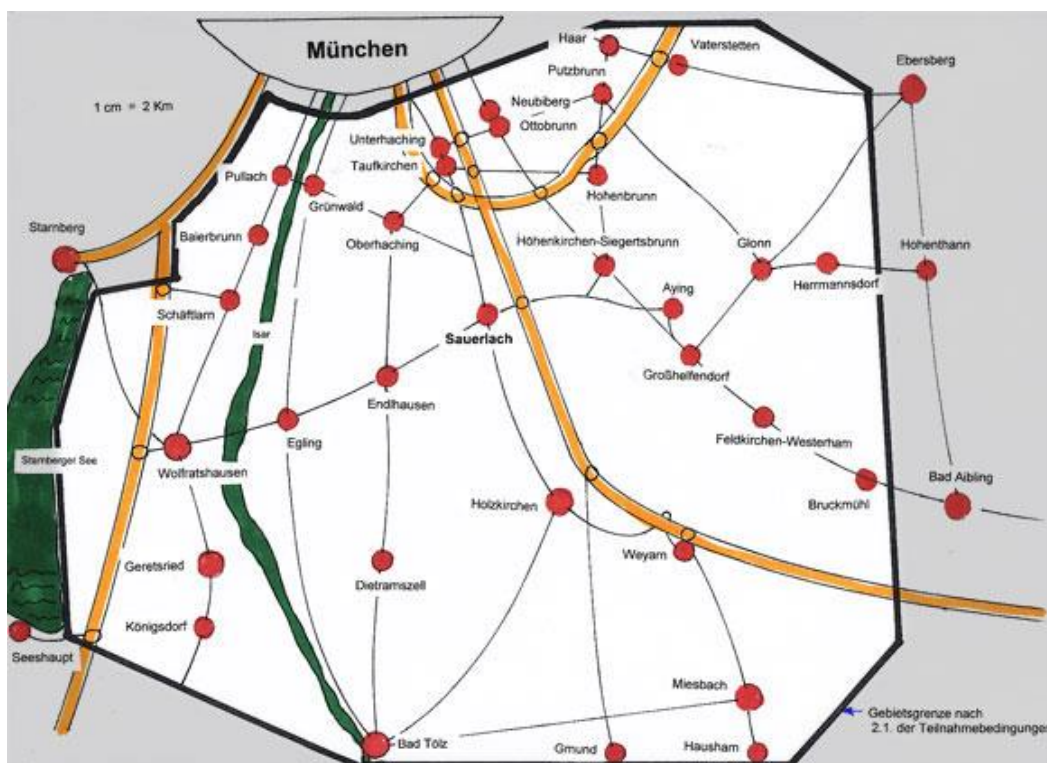 München
Haar
Vaterstetten
Putzbrunn
Ebersberg
1 cm = 2 Km
Neubiberg
Ottobrunn
Unterhaching
Taufkirchen
Pullach
Grünwald
Hohenbrunn
Starnberg
Baierbrunn
Oberhaching
Höhenkirchen-Siegertsbrunn
Glonn
Hohenthann
Herrmannsdorf
Aying
Schäftlarn
Isar
Sauerlach
Großhelfendorf
Endlhausen
Egling
Feldkirchen-Westerham
Starnberger See
Wolfratshausen
Holzkirchen
Bruckmühl
Bad Aibling
Weyarn
Geretsried
Dietramszell
Königsdorf
Seeshaupt
Miesbach
Gebietsgrenze nach
2.1. der Teilnahmebedingungen
Bad Tölz
Gmund
Hausham